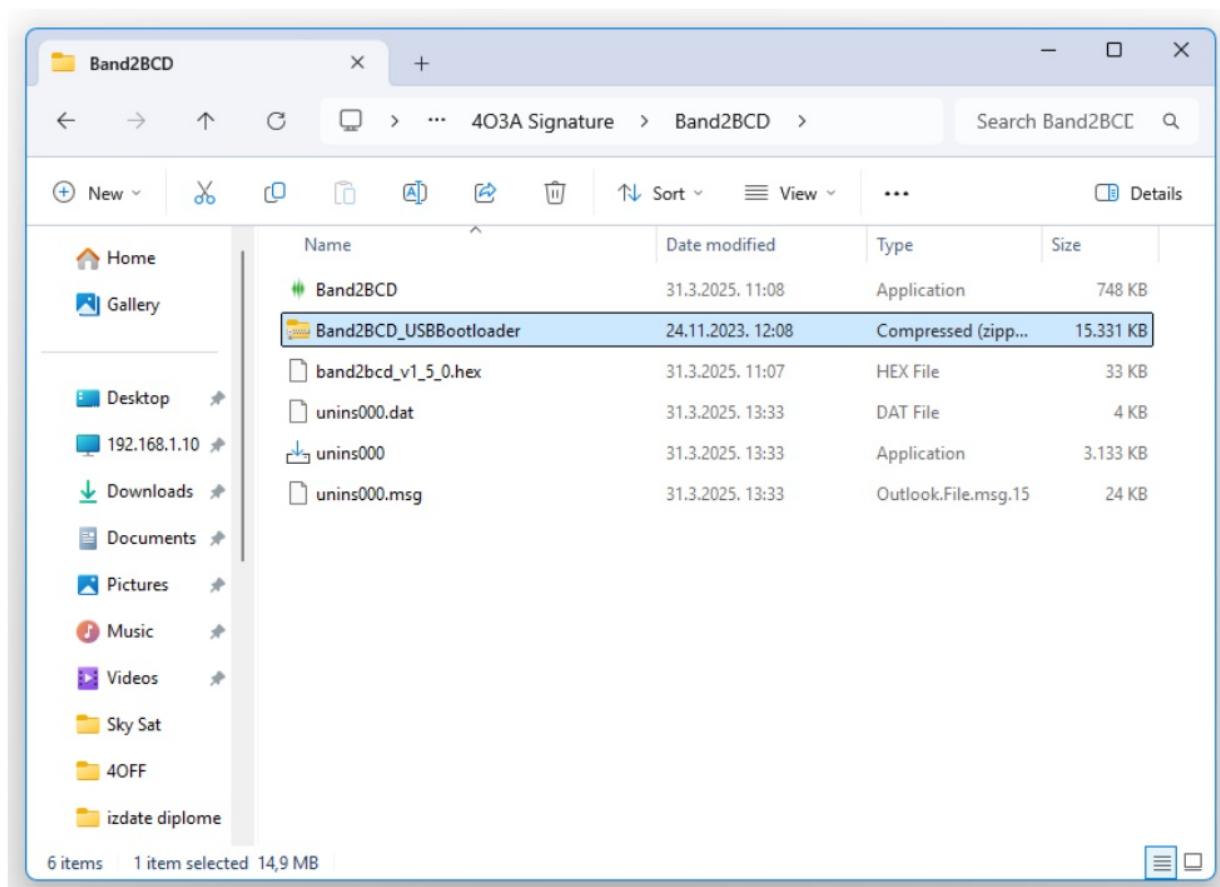 Band2BCD
4O3A Signature > Band2BCD >
Search Band2BCD
New
Sort
View
Details
Name Date modified Type Size
Home
Gallery
Desktop
192.168.1.10
Downloads
Documents
Pictures
Music
Videos
Sky Sat
4OFF
izdate diplome
Band2BCD 31.3.2025. 11:08 Application 748 KB
Band2BCD_USBBootloader 24.11.2023. 12:08 Compressed (zipp... 15.331 KB
band2bcd_v1_5_0.hex 31.3.2025. 11:07 HEX File 33 KB
unins000.dat 31.3.2025. 13:33 DAT File 4 KB
unins000 31.3.2025. 13:33 Application 3.133 KB
unins000.msg 31.3.2025. 13:33 Outlook.File.msg.15 24 KB
6 items 1 item selected 14,9 MB